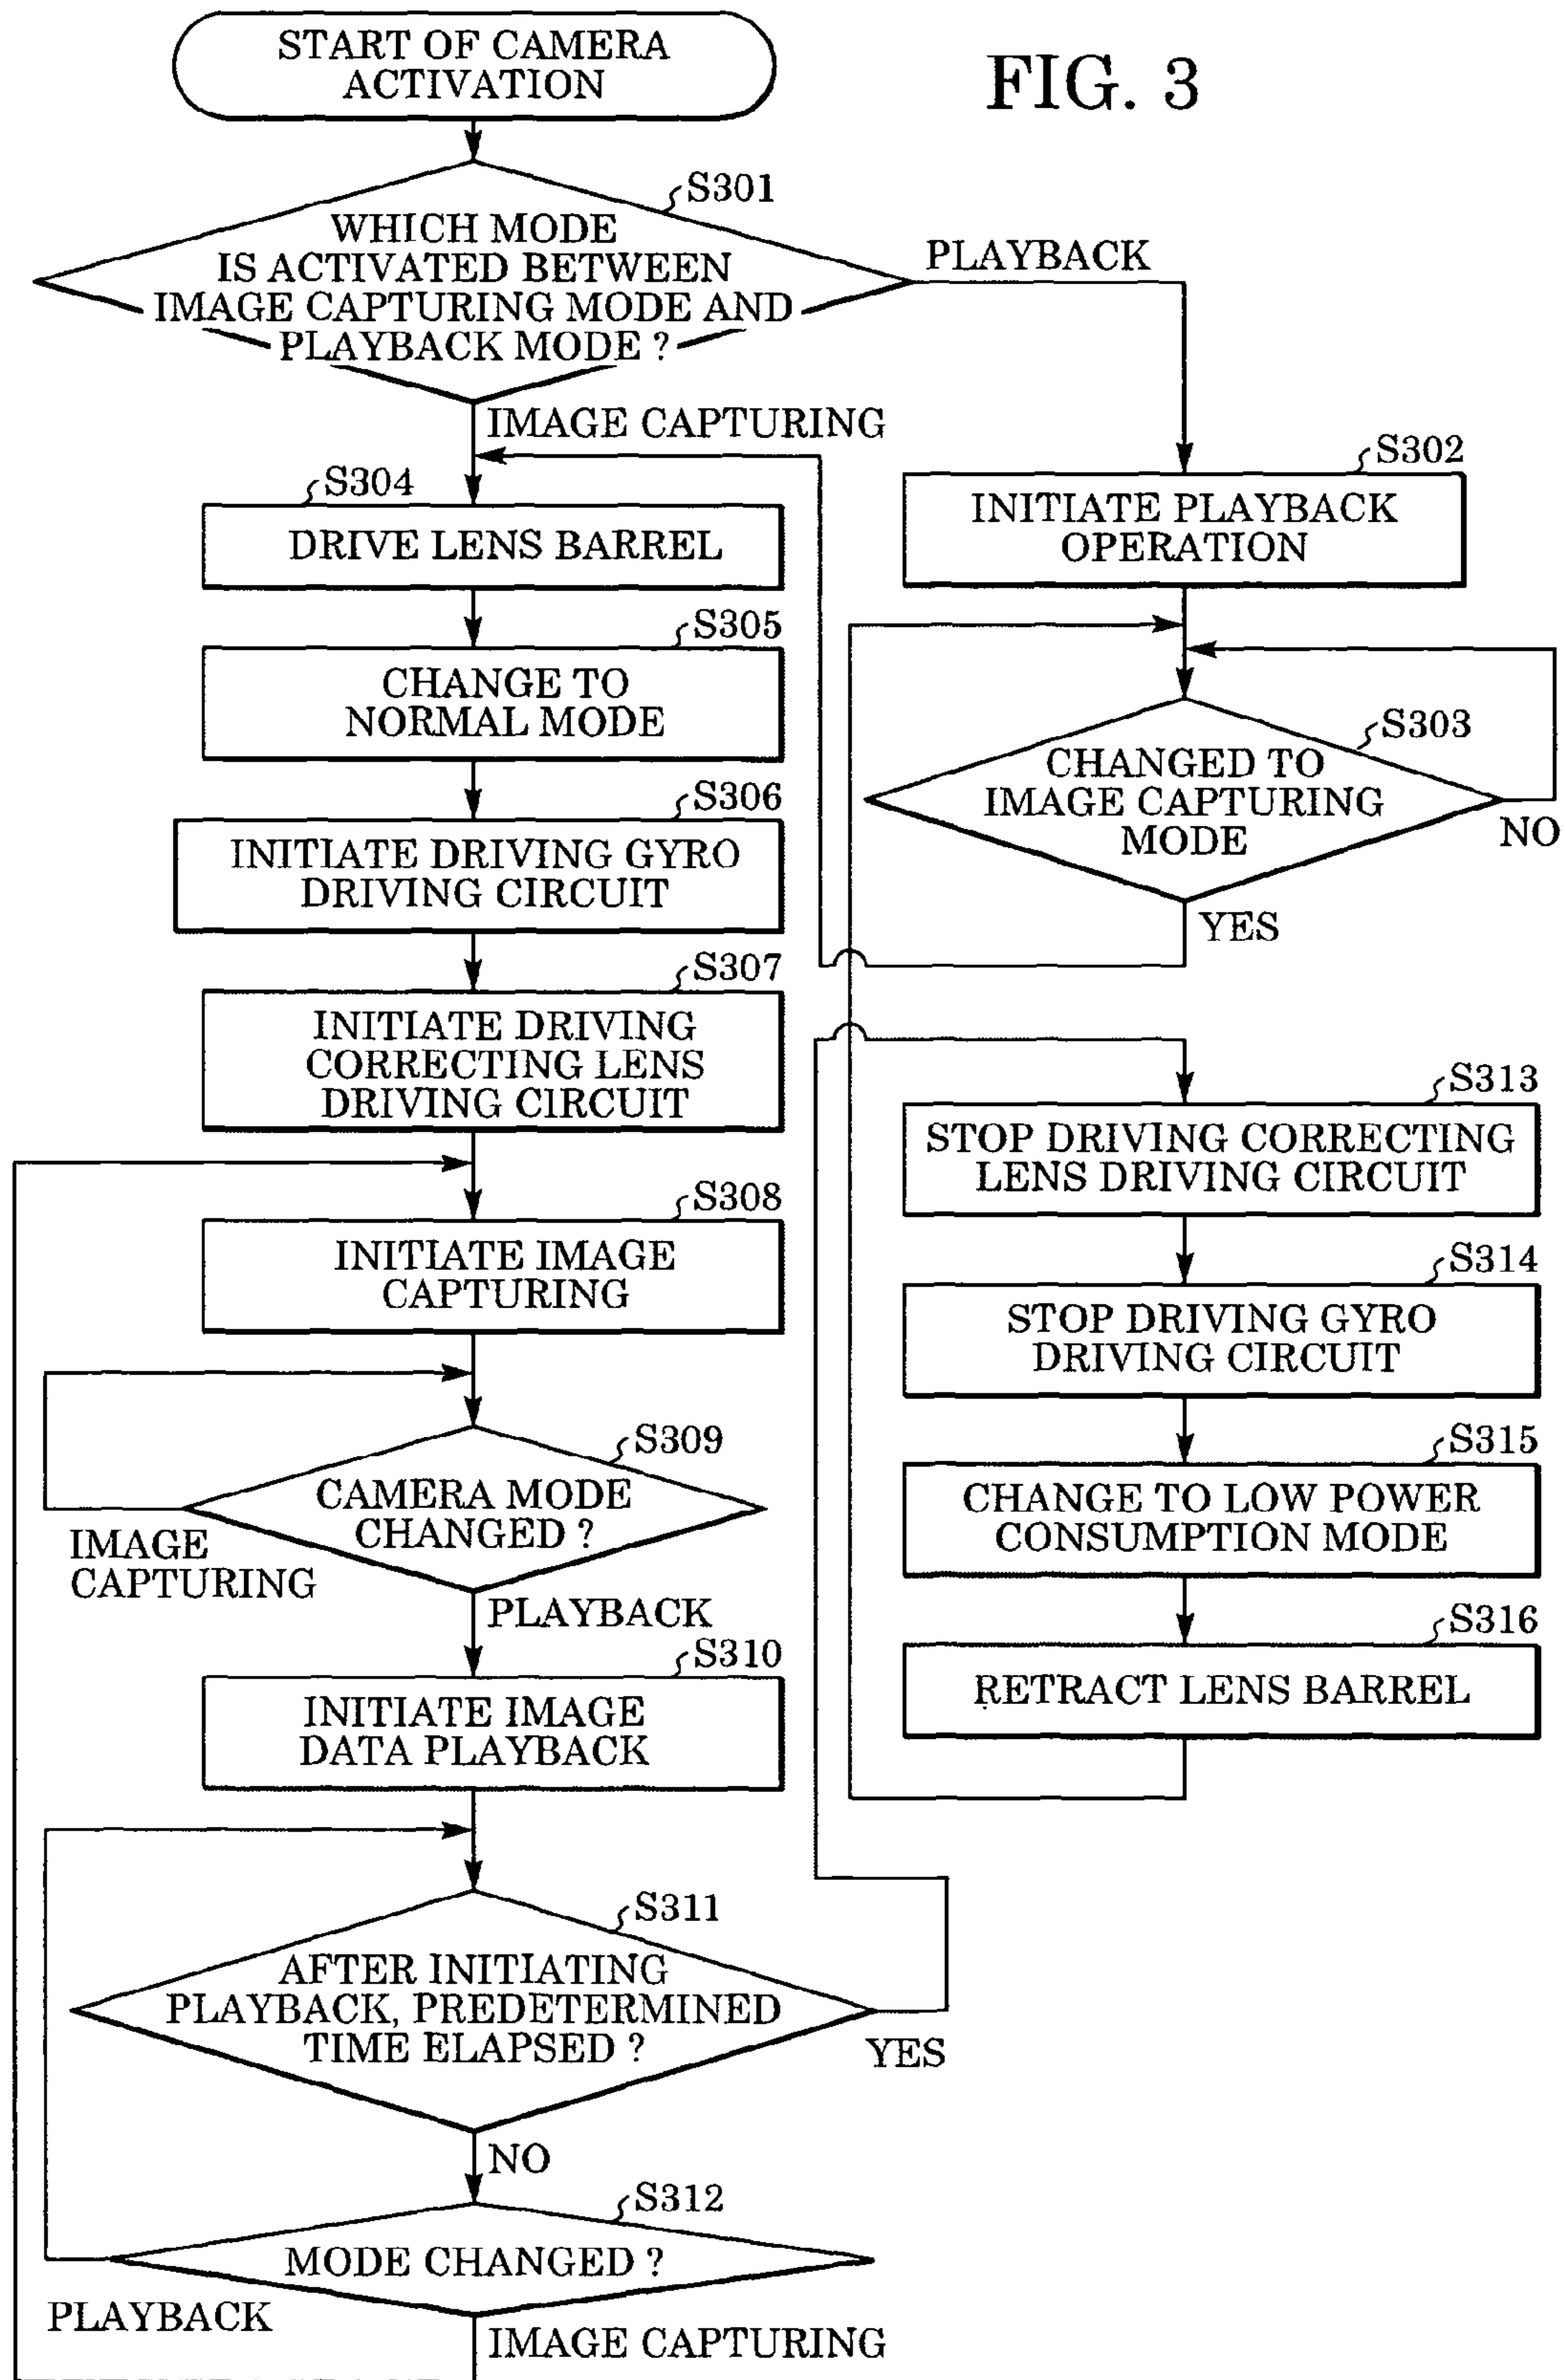 START OF CAMERA
ACTIVATION
FIG. 3
S301
WHICH MODE
IS ACTIVATED BETWEEN
IMAGE CAPTURING MODE AND
PLAYBACK MODE ?
PLAYBACK
IMAGE CAPTURING
S302
INITIATE PLAYBACK
OPERATION
S303
CHANGED TO
IMAGE CAPTURING
MODE
NO
YES
S304
DRIVE LENS BARREL
S305
CHANGE TO
NORMAL MODE
S306
INITIATE DRIVING GYRO
DRIVING CIRCUIT
S307
INITIATE DRIVING
CORRECTING LENS
DRIVING CIRCUIT
S308
INITIATE IMAGE
CAPTURING
S309
CAMERA MODE
CHANGED ?
IMAGE
CAPTURING
PLAYBACK
S310
INITIATE IMAGE
DATA PLAYBACK
S311
AFTER INITIATING
PLAYBACK, PREDETERMINED
TIME ELAPSED ?
YES
NO
S312
MODE CHANGED ?
PLAYBACK
IMAGE CAPTURING
S313
STOP DRIVING CORRECTING
LENS DRIVING CIRCUIT
S314
STOP DRIVING GYRO
DRIVING CIRCUIT
S315
CHANGE TO LOW POWER
CONSUMPTION MODE
S316
RETRACT LENS BARREL